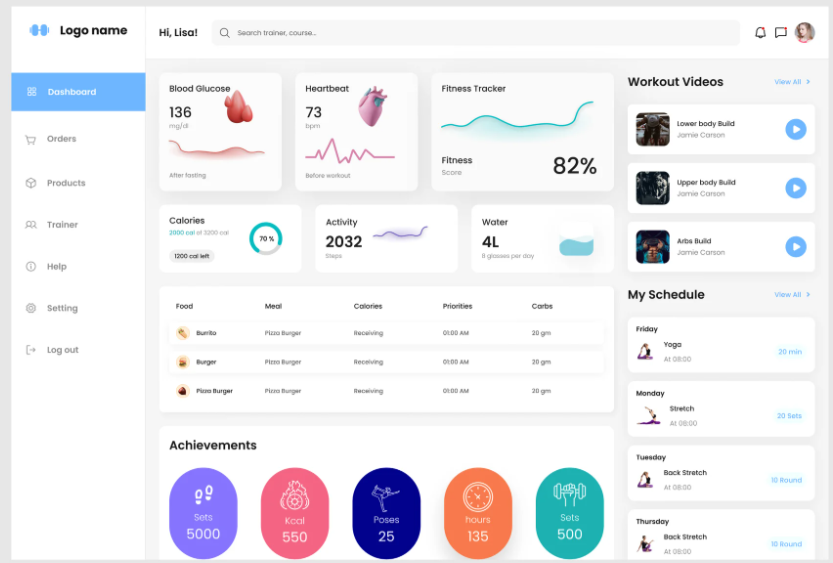 Logo name
Hi, Lisa!
Search trainer, course...
Dashboard
Orders
Products
Trainer
Help
Setting
Log out
Blood Glucose
136
mg/dl
After fasting
Heartbeat
73
bpm
Before workout
Fitness Tracker
Fitness
Score
82%
Calories
2000 cal of 3200 cal
1200 cal left
70 %
Activity
2032
Steps
Water
4L
8 glasses per day
Food Meal Calories Priorities Carbs
Burrito Pizza Burger Receiving 01:00 AM 20 gm
Burger Pizza Burger Receiving 01:00 AM 20 gm
Pizza Burger Pizza Burger Receiving 01:00 AM 20 gm
Achievements
Sets
5000
Kcal
550
Poses
25
hours
135
Sets
500
Workout Videos View All >
Lower body Build
Jamie Carson
Upper body Build
Jamie Carson
Arbs Build
Jamie Carson
My Schedule View All >
Friday
Yoga
At 08:00
20 min
Monday
Stretch
At 08:00
20 Sets
Tuesday
Back Stretch
At 08:00
10 Round
Thursday
Back Stretch
At 08:00
10 Round